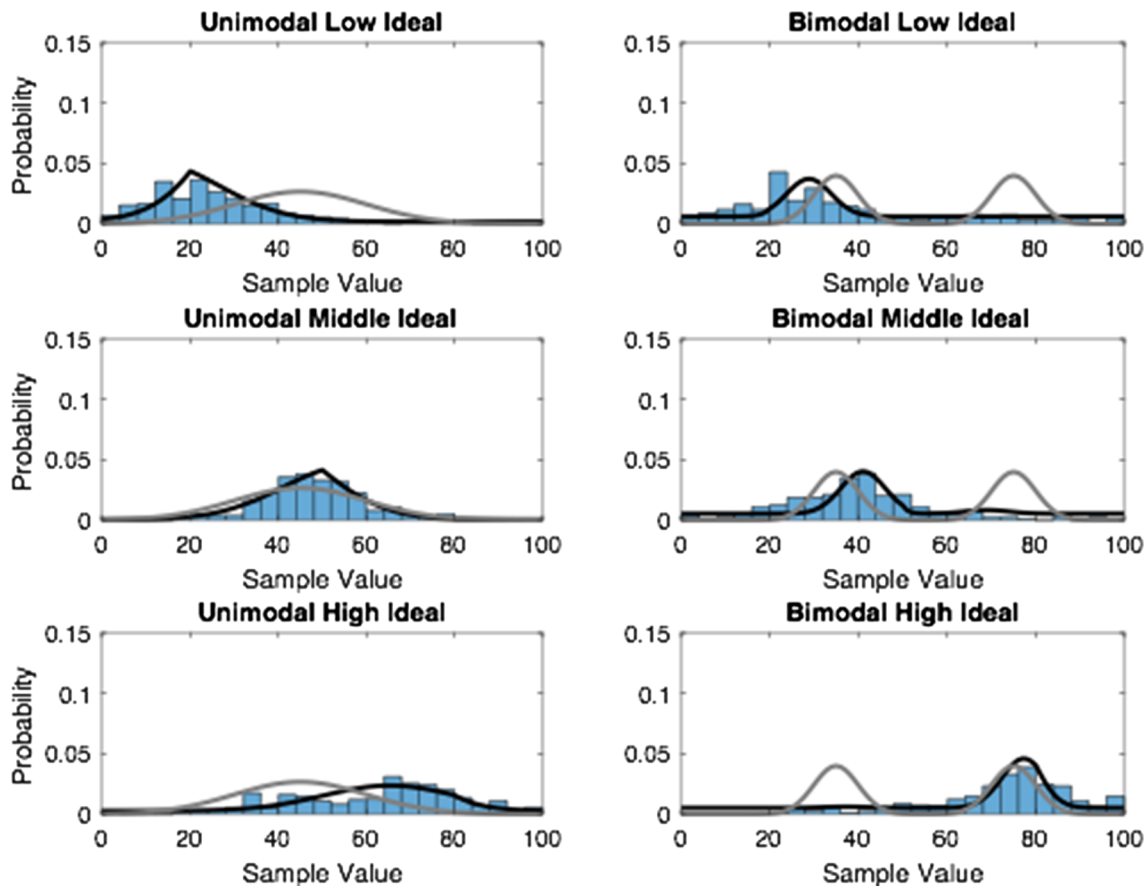 Unimodal Low Ideal
0.15
0.1
0.05
0
Probability
0 20 40 60 80 100
Sample Value
Bimodal Low Ideal
0.15
0.1
0.05
0
0 20 40 60 80 100
Sample Value
Unimodal Middle Ideal
0.15
0.1
0.05
0
Probability
0 20 40 60 80 100
Sample Value
Bimodal Middle Ideal
0.15
0.1
0.05
0
0 20 40 60 80 100
Sample Value
Unimodal High Ideal
0.15
0.1
0.05
0
Probability
0 20 40 60 80 100
Sample Value
Bimodal High Ideal
0.15
0.1
0.05
0
0 20 40 60 80 100
Sample Value